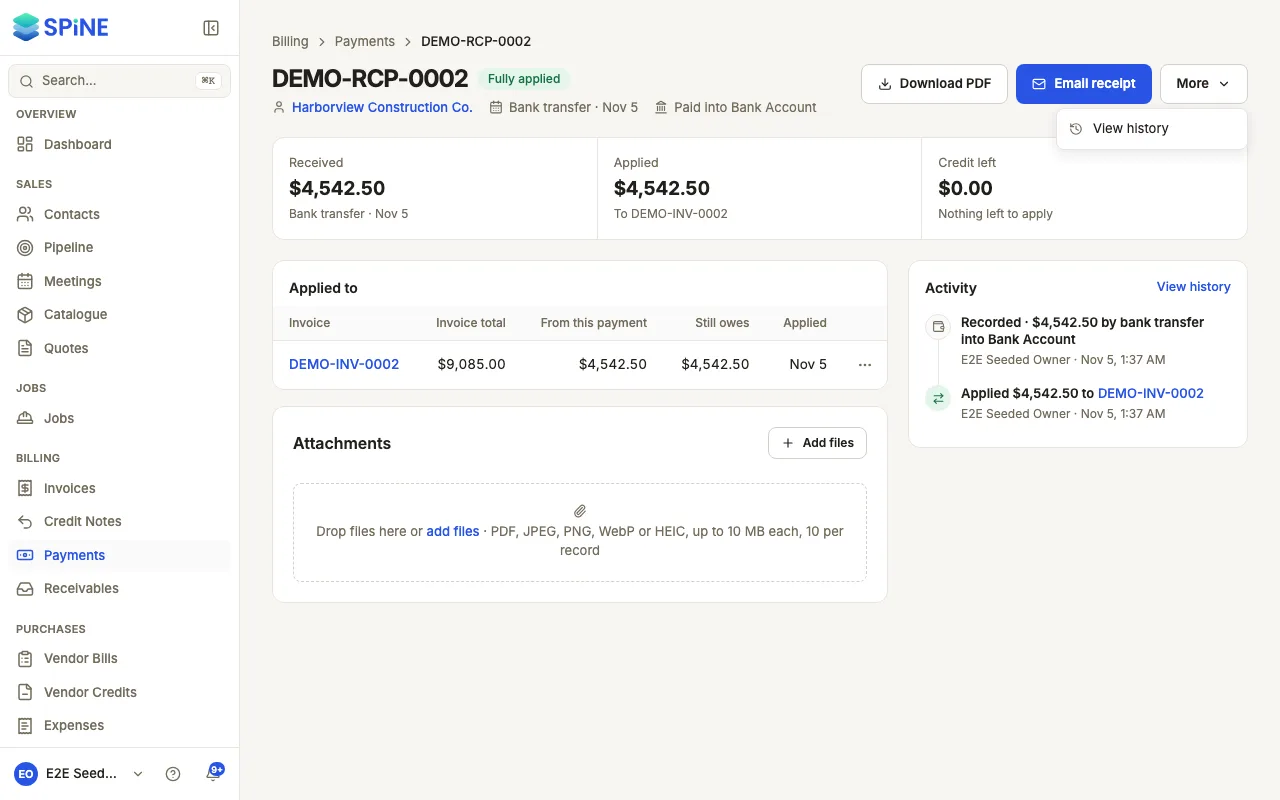 SPiNE
Search...
⌘K
OVERVIEW
Dashboard
SALES
Contacts
Pipeline
Meetings
Catalogue
Quotes
JOBS
Jobs
BILLING
Invoices
Credit Notes
Payments
Receivables
PURCHASES
Vendor Bills
Vendor Credits
Expenses
EO E2E Seed...
9+
Billing > Payments > DEMO-RCP-0002
DEMO-RCP-0002 Fully applied
Harborview Construction Co. Bank transfer · Nov 5 Paid into Bank Account
Download PDF
Email receipt
More
View history
Received
$4,542.50
Bank transfer · Nov 5
Applied
$4,542.50
To DEMO-INV-0002
Credit left
$0.00
Nothing left to apply
Applied to
Invoice Invoice total From this payment Still owes Applied
DEMO-INV-0002 $9,085.00 $4,542.50 $4,542.50 Nov 5
Attachments
Add files
Drop files here or add files · PDF, JPEG, PNG, WebP or HEIC, up to 10 MB each, 10 per
record
Activity
View history
Recorded · $4,542.50 by bank transfer
into Bank Account
E2E Seeded Owner · Nov 5, 1:37 AM
Applied $4,542.50 to DEMO-INV-0002
E2E Seeded Owner · Nov 5, 1:37 AM